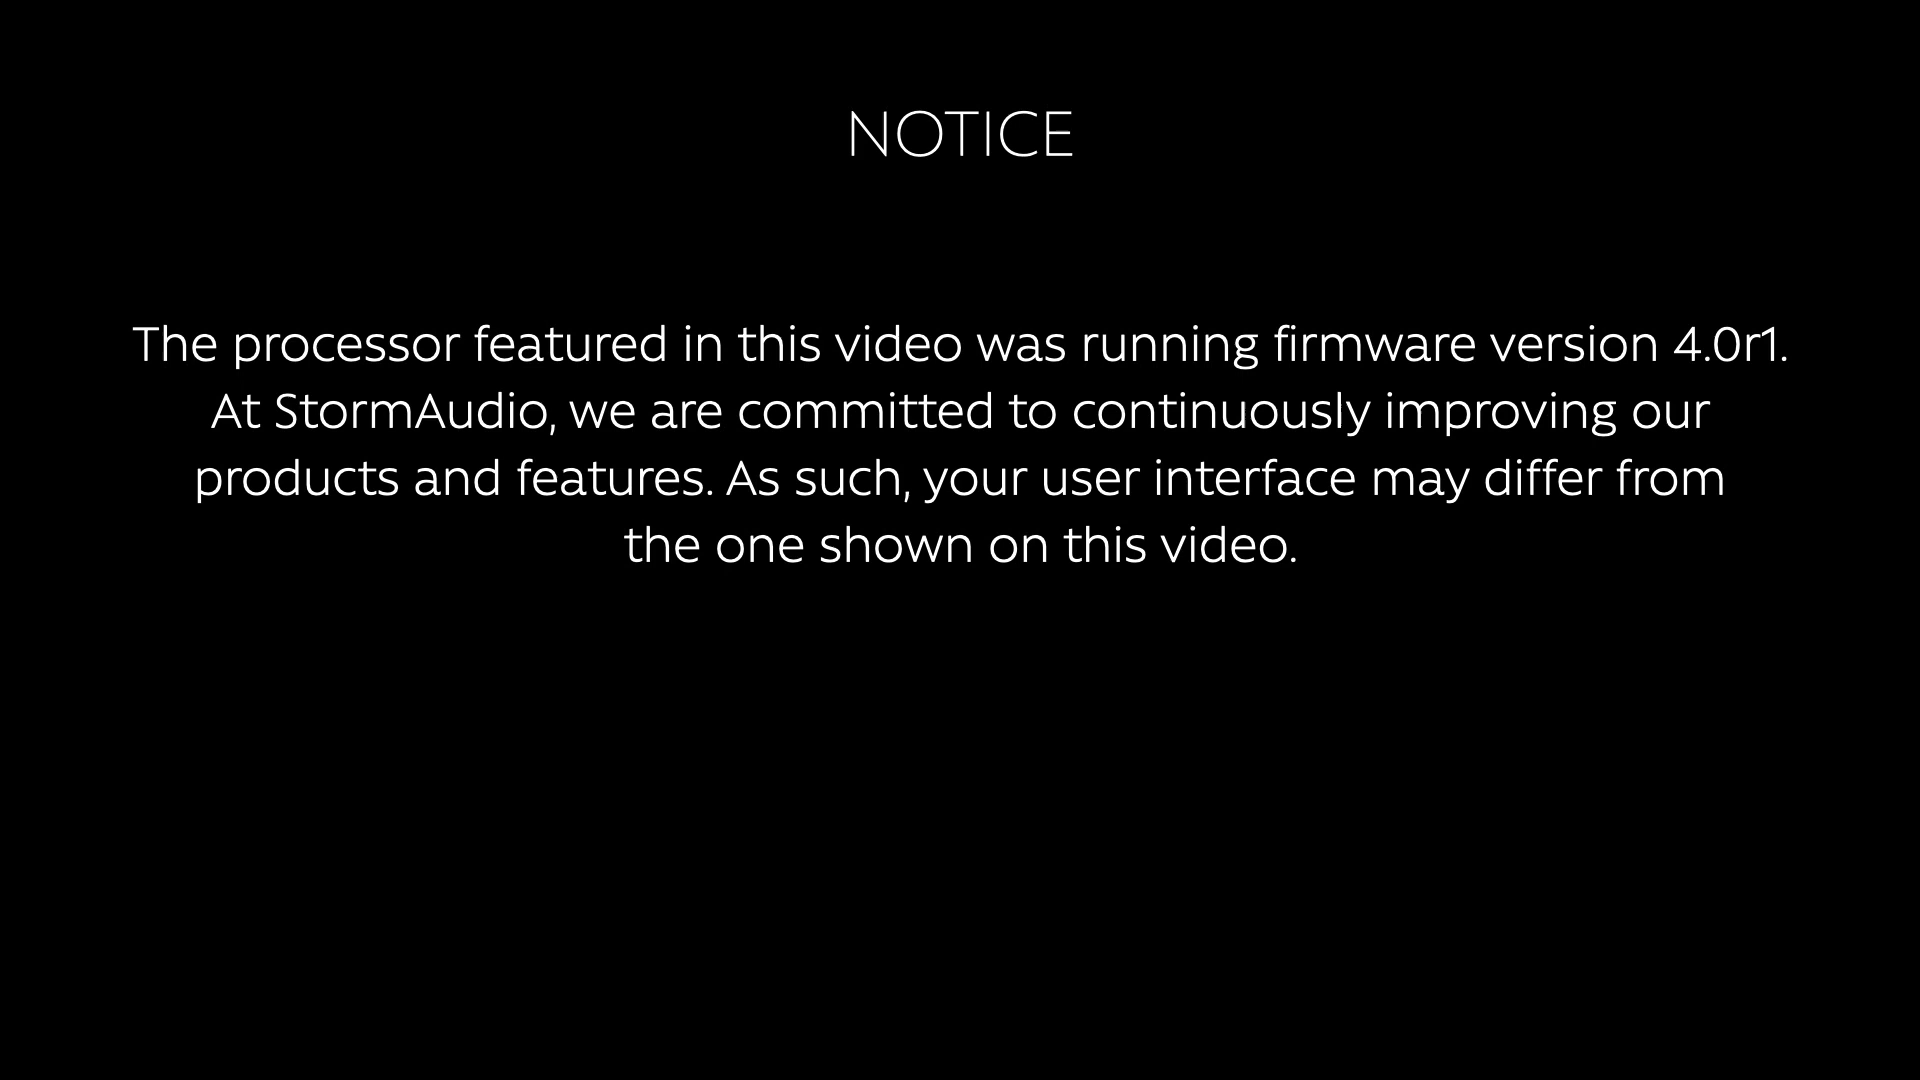 NOTICE
The processor featured in this video was running firmware version 4.0r1.
At StormAudio, we are committed to continuously improving our
products and features. As such, your user interface may differ from
the one shown on this video.